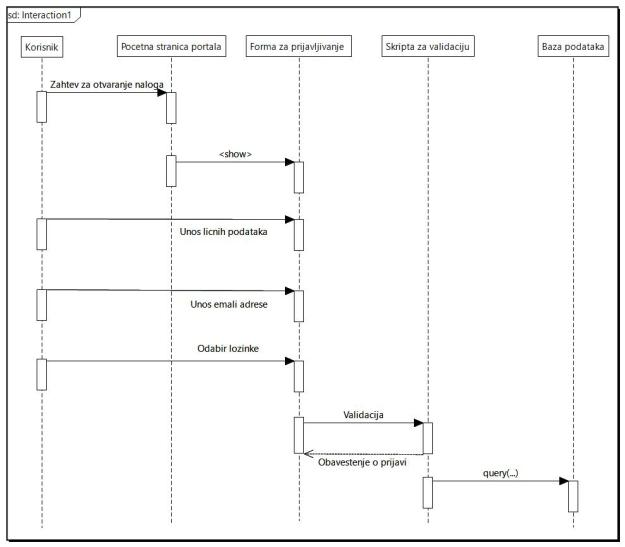 sd: Interaction1
Korisnik
Pocetna stranica portala
Forma za prijavljivanje
Skripta za validaciju
Baza podataka
Zahtev za otvaranje naloga
<show>
Unos licnih podataka
Unos emali adrese
Odabir lozinke
Validacija
Obavestenje o prijavi
query(...)